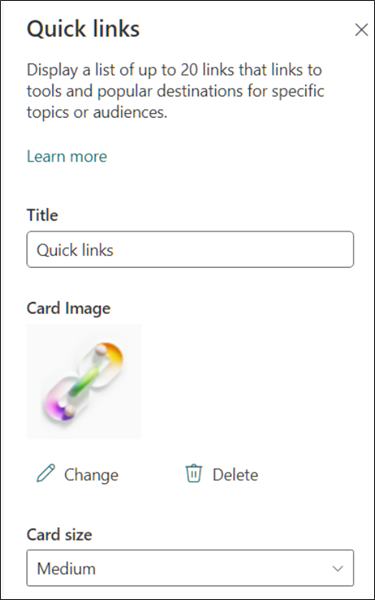 Quick links
Display a list of up to 20 links that links to
tools and popular destinations for specific
topics or audiences.
Learn more
Title
Quick links
Card Image
Change
Delete
Card size
Medium